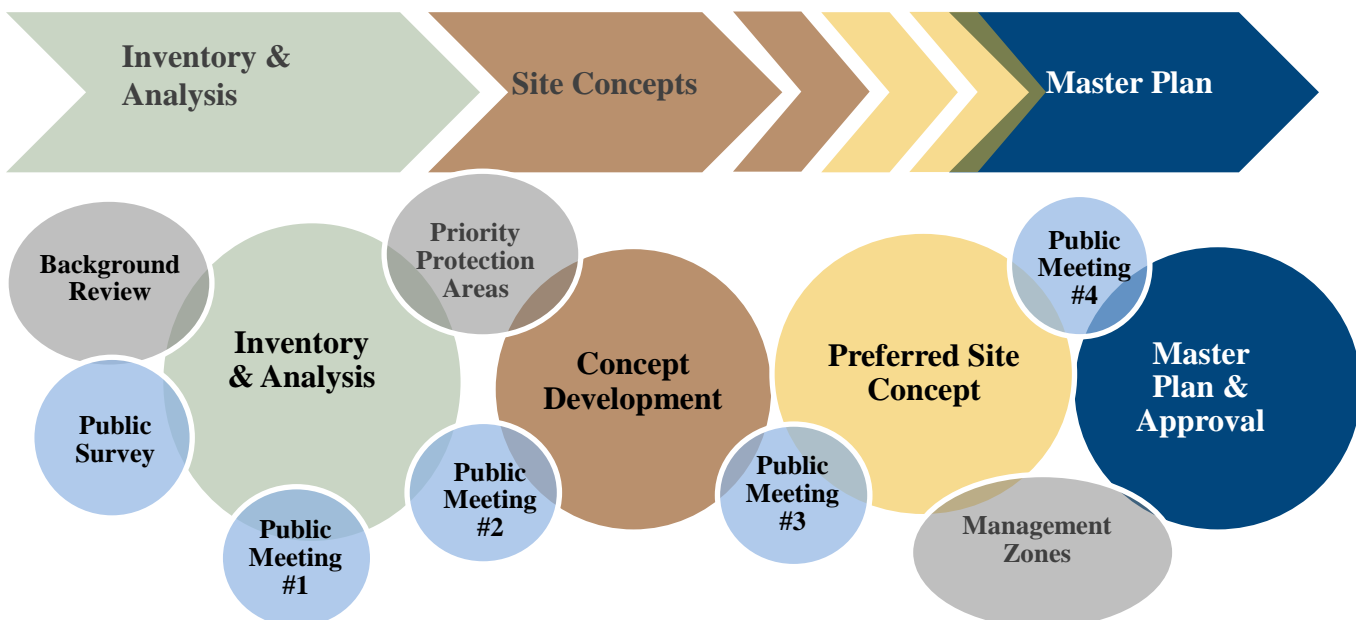 Inventory &
Analysis
Site Concepts
Master Plan
Background
Review
Public
Survey
Inventory
& Analysis
Public
Meeting
#1
Priority
Protection
Areas
Public
Meeting
#2
Concept
Development
Public
Meeting
#3
Preferred Site
Concept
Management
Zones
Public
Meeting
#4
Master
Plan &
Approval